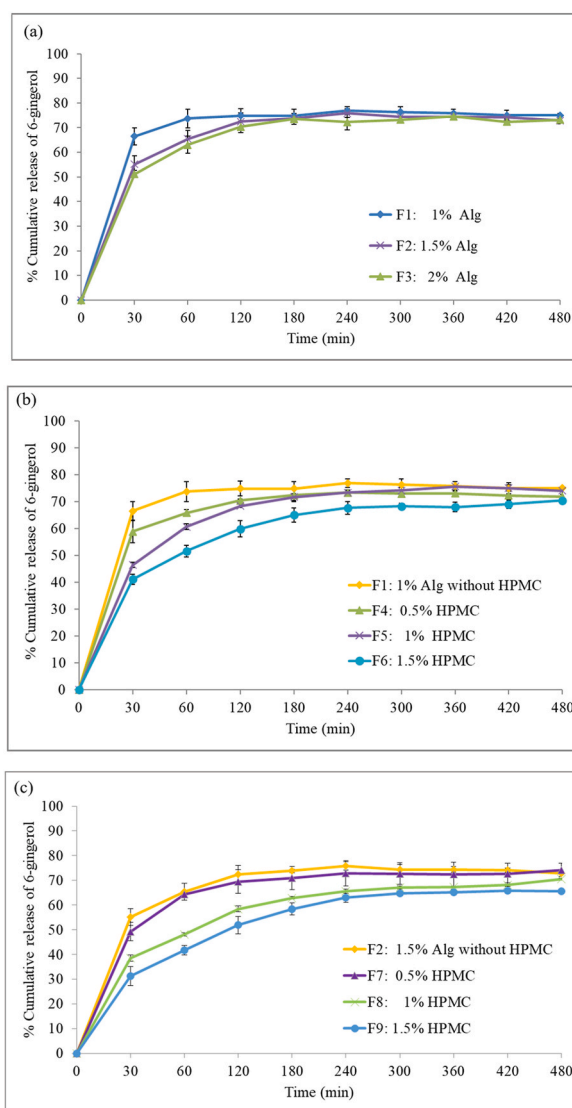 (a)
% Cumulative release of 6-gingerol
100
90
80
70
60
50
40
30
20
10
0
F1: 1% Alg
F2: 1.5% Alg
F3: 2% Alg
0 30 60 120 180 240 300 360 420 480
Time (min)
(b)
% Cumulative release of 6-gingerol
100
90
80
70
60
50
40
30
20
10
0
F1: 1% Alg without HPMC
F4: 0.5% HPMC
F5: 1% HPMC
F6: 1.5% HPMC
0 30 60 120 180 240 300 360 420 480
Time (min)
(c)
% Cumulative release of 6-gingerol
100
90
80
70
60
50
40
30
20
10
0
F2: 1.5% Alg without HPMC
F7: 0.5% HPMC
F8: 1% HPMC
F9: 1.5% HPMC
0 30 60 120 180 240 300 360 420 480
Time (min)